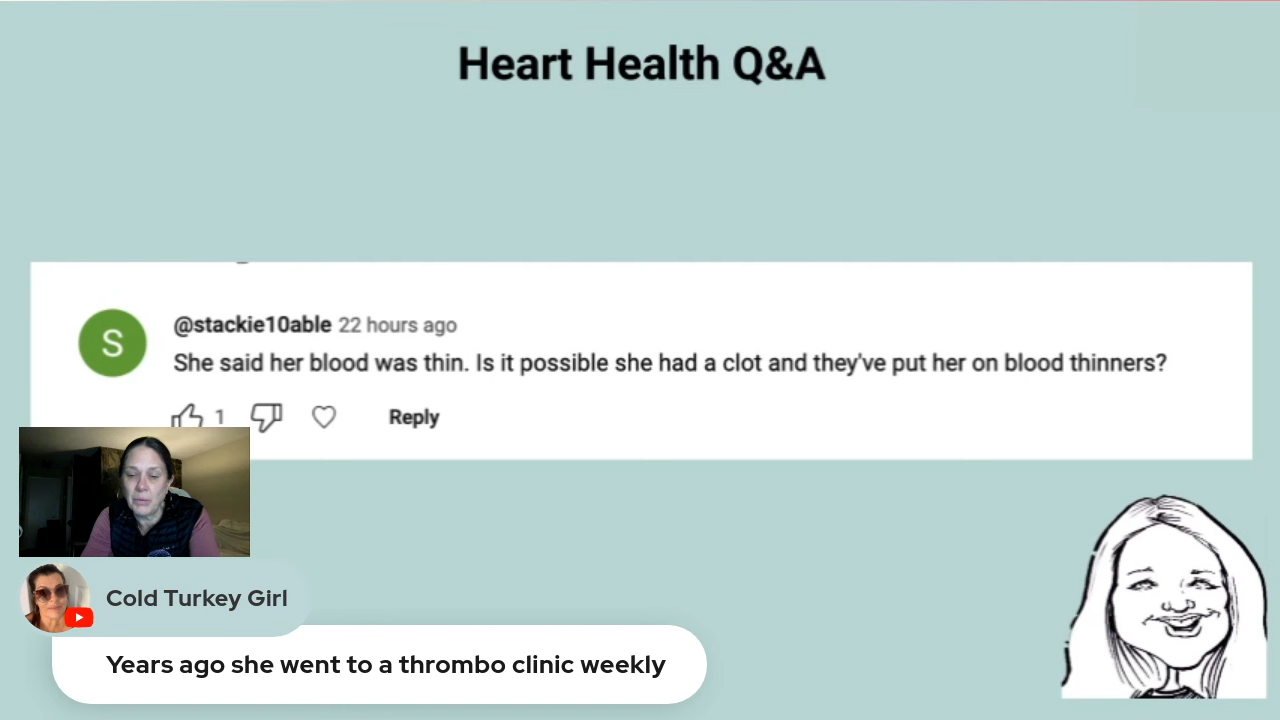 Heart Health Q&A
S
@stackie10able 22 hours ago
She said her blood was thin. Is it possible she had a clot and they've put her on blood thinners?
1
Reply
Cold Turkey Girl
Years ago she went to a thrombo clinic weekly